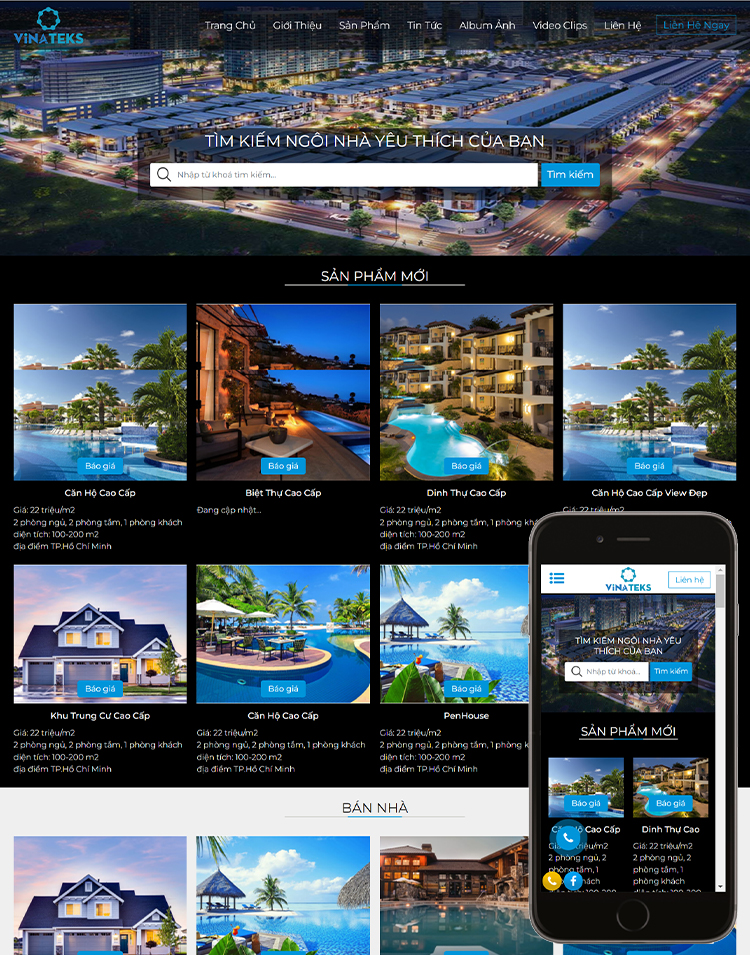 VINATEKS
Trang Chủ Giới Thiệu Sản Phẩm Tin Tức Album Ảnh Video Clips Liên Hệ Liên Hệ Ngay
TÌM KIẾM NGÔI NHÀ YÊU THÍCH CỦA BẠN
Nhập từ khoá tìm kiếm... Tìm kiếm
SẢN PHẨM MỚI
Báo giá Báo giá Báo giá Báo giá
Căn Hộ Cao Cấp Biệt Thự Cao Cấp Dinh Thự Cao Cấp Căn Hộ Cao Cấp View Đẹp
Giá: 22 triệu/m2 Đang cập nhật... Giá: 22 triệu/m2 Giá: 22 triệu/m2
2 phòng ngủ, 2 phòng tắm, 1 phòng khách 2 phòng ngủ, 2 phòng tắm, 1 phòng
diện tích: 100-200 m2 diện tích: 100-200 m2
địa điểm TP.Hồ Chí Minh địa điểm TP.Hồ Chí Minh
Báo giá Báo giá Báo giá
Khu Trung Cư Cao Cấp Căn Hộ Cao Cấp PenHouse
Giá: 22 triệu/m2 Giá: 22 triệu/m2 Giá: 22 triệu/m2
2 phòng ngủ, 2 phòng tắm, 1 phòng khách 2 phòng ngủ, 2 phòng tắm, 1 phòng khách 2 phòng ngủ, 2 phòng tắm, 1 phòng
diện tích: 100-200 m2 diện tích: 100-200 m2 diện tích: 100-200 m2
địa điểm TP.Hồ Chí Minh địa điểm TP.Hồ Chí Minh địa điểm TP.Hồ Chí Minh
BÁN NHÀ
VINATEKS Liên hệ
TÌM KIẾM NGÔI NHÀ YÊU
THÍCH CỦA BẠN
Nhập từ khoá... Tìm kiếm
SẢN PHẨM MỚI
Báo giá Báo giá
Hộ Cao Cấp Dinh Thự Cao
Giá: 22 triệu/m2 Giá: 22 triệu/m2
2 phòng ngủ, 2 2 phòng ngủ, 2
phòng tắm, 1 phòng tắm, 1
khách phòng khách
diện tích: 100-200 diện tích: 100-200